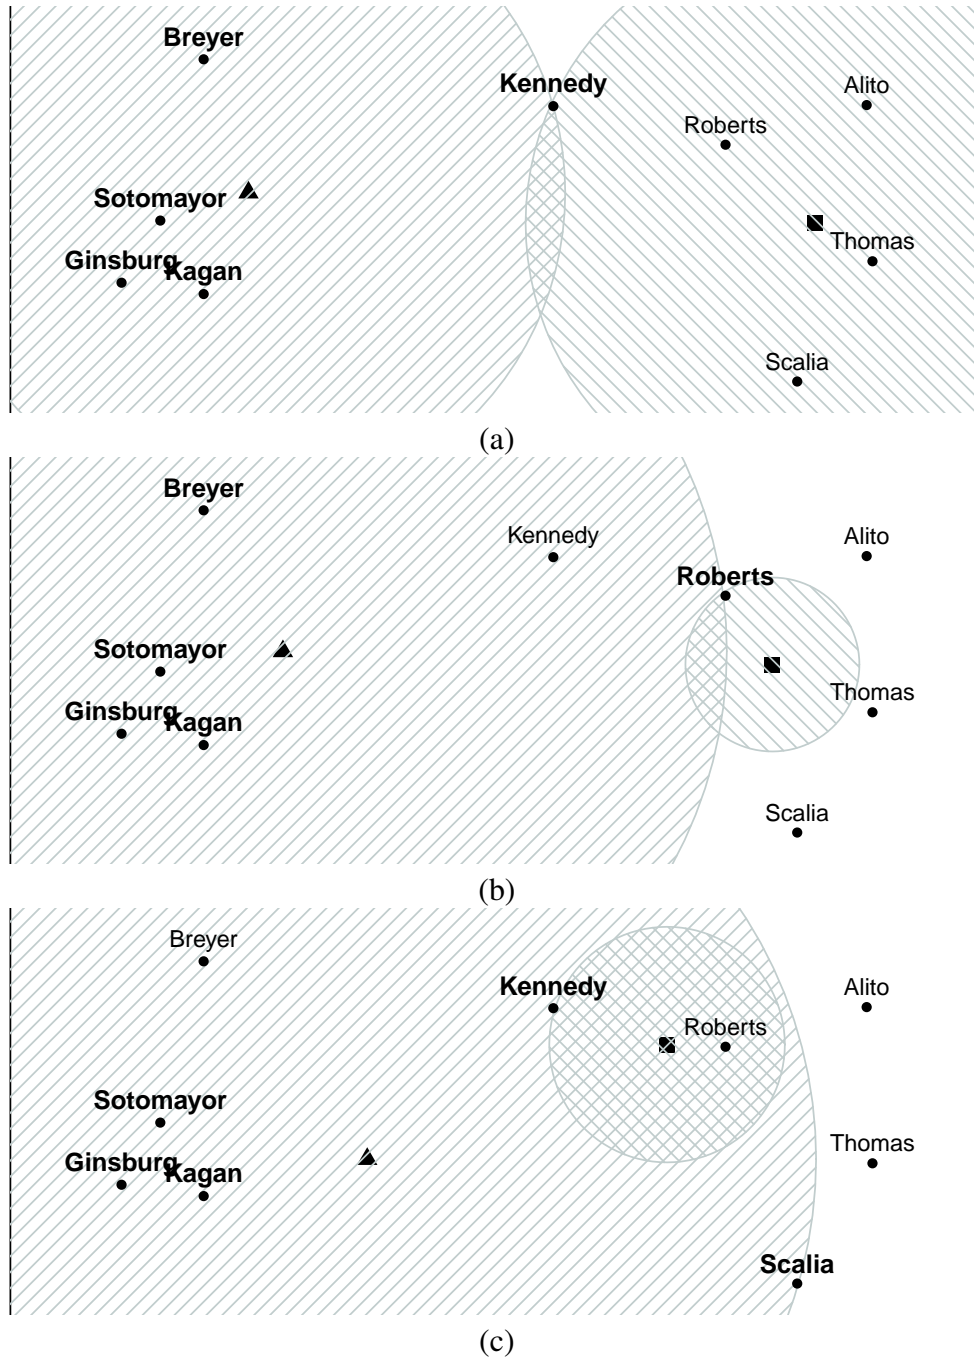 Breyer
Kennedy
Alito
Roberts
Sotomayor
Thomas
Ginsburg
Kagan
Scalia
(a)
Breyer
Kennedy
Alito
Roberts
Sotomayor
Thomas
Ginsburg
Kagan
Scalia
(b)
Breyer
Kennedy
Alito
Roberts
Sotomayor
Thomas
Ginsburg
Kagan
Scalia
(c)